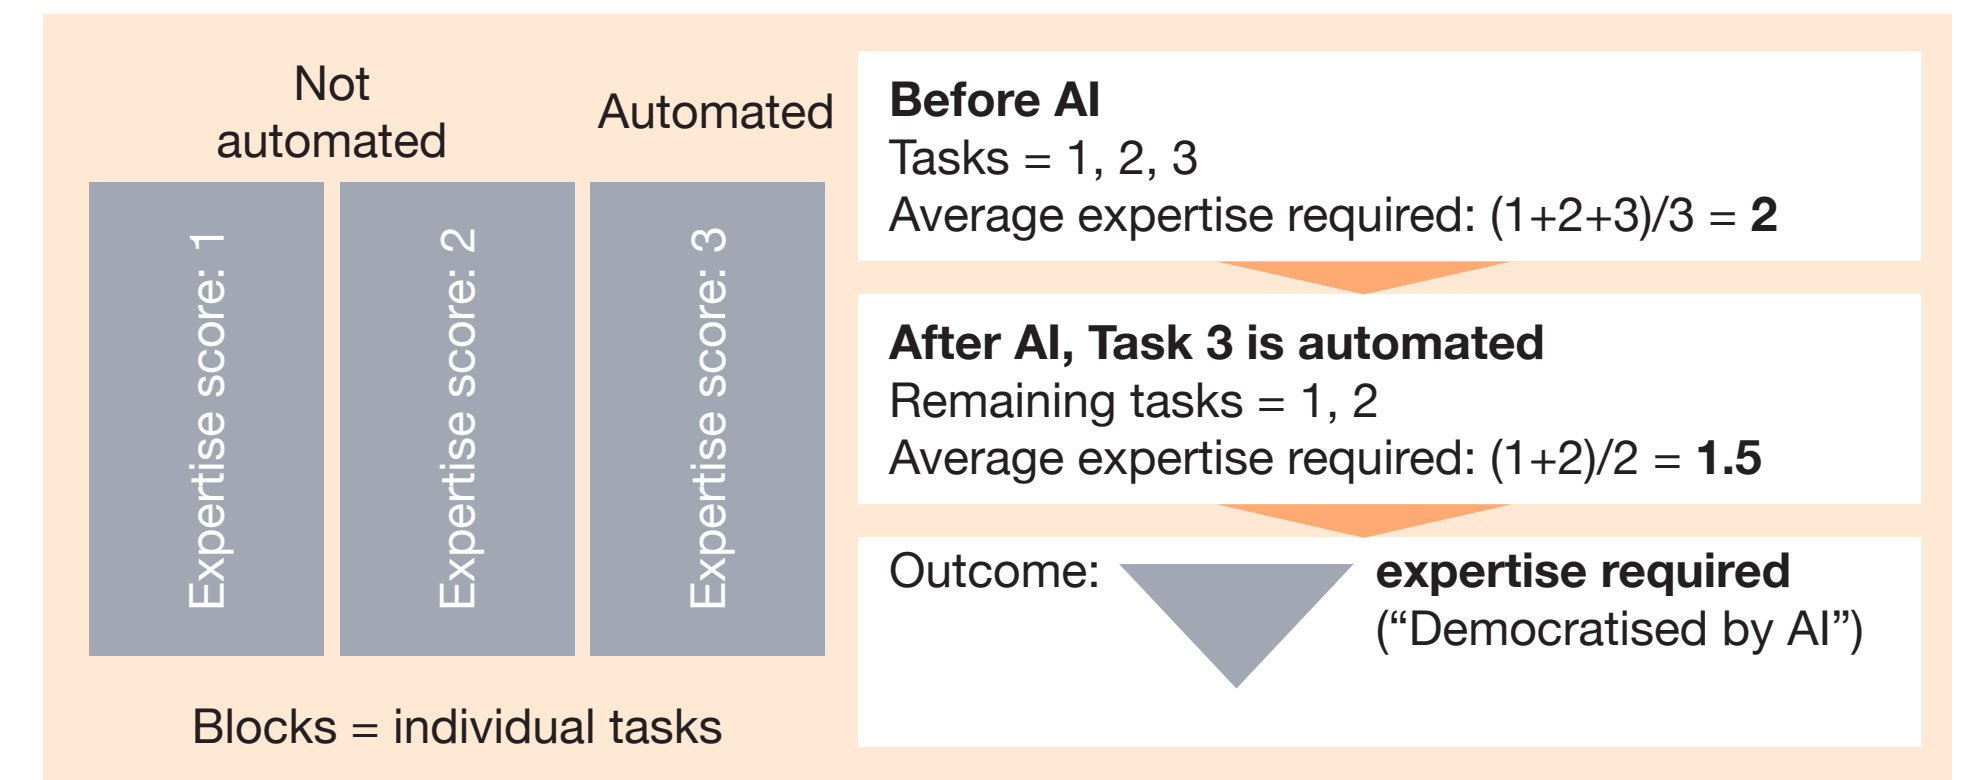 Not
automated
Automated
Expertise score: 1
Expertise score: 2
Expertise score: 3
Blocks = individual tasks
Before AI
Tasks = 1, 2, 3
Average expertise required: (1+2+3)/3 = 2
After AI, Task 3 is automated
Remaining tasks = 1, 2
Average expertise required: (1+2)/2 = 1.5
Outcome:
expertise required
(“Democratised by AI”)